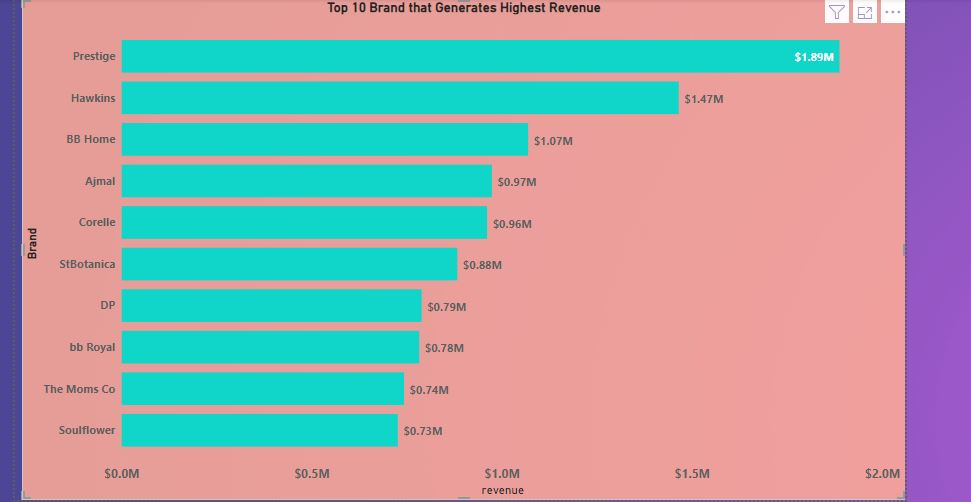 Top 10 Brand that Generates Highest Revenue
Brand
Prestige $1.89M
Hawkins $1.47M
BB Home $1.07M
Ajmal $0.97M
Corelle $0.96M
StBotanica $0.88M
DP $0.79M
bb Royal $0.78M
The Moms Co $0.74M
Soulflower $0.73M
$0.0M $0.5M $1.0M $1.5M $2.0M
revenue